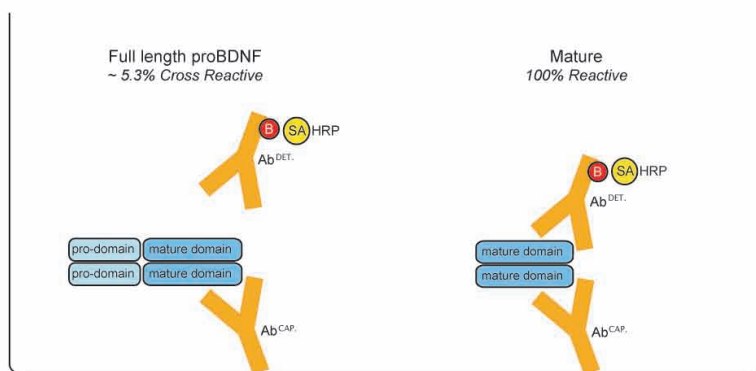 Full length proBDNF
~ 5.3% Cross Reactive
B SA HRP
Ab DET.
pro-domain mature domain
pro-domain mature domain
Ab CAP.
Mature
100% Reactive
B SA HRP
Ab DET.
mature domain
mature domain
Ab CAP.